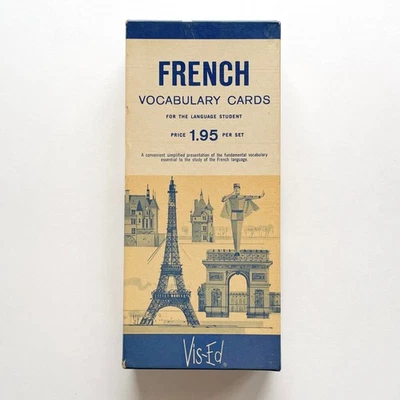 FRENCH
VOCABULARY CARDS
FOR THE LANGUAGE STUDENT
PRICE 1.95 PER SET
A convenient simplified presentation of the fundamental vocabulary
essential to the study of the French language.
Vis-Ed®